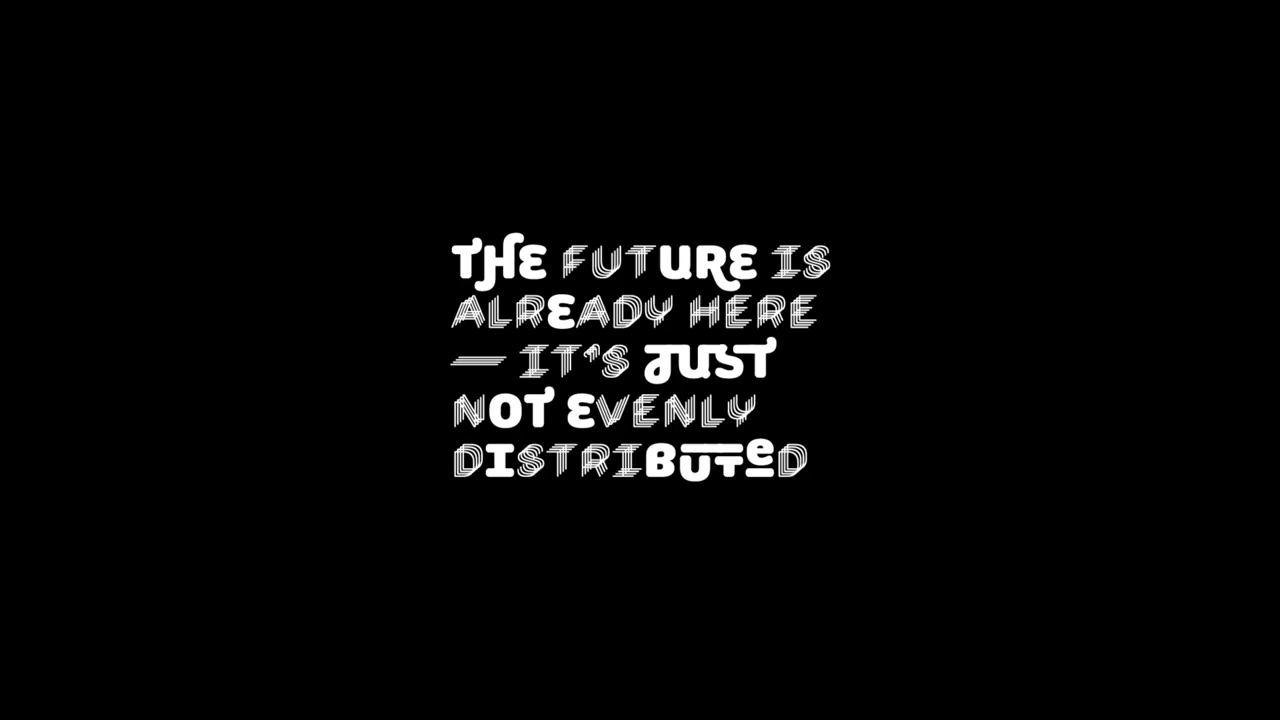 THE FUTURE IS
ALREADY HERE
— IT'S JUST
NOT EVENLY
DISTRIBUTeD